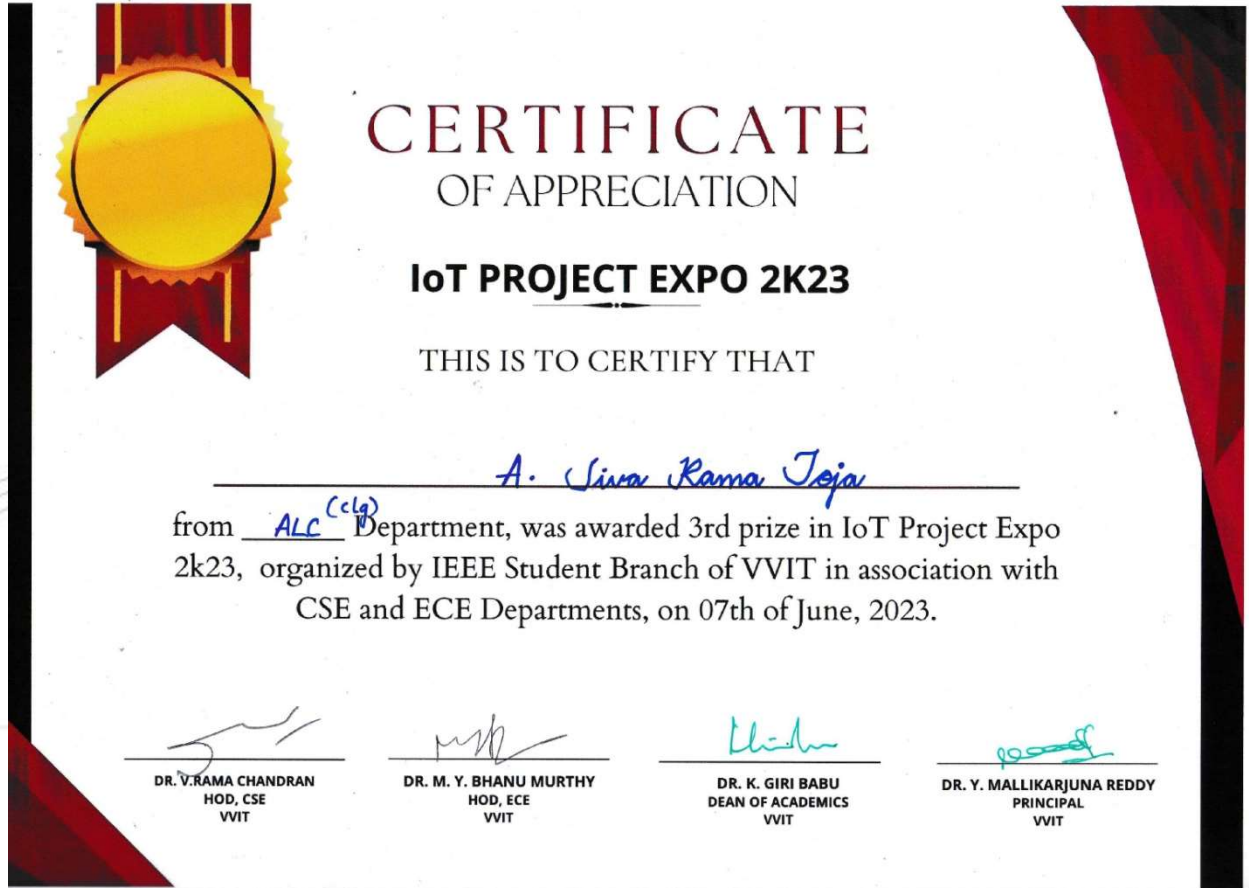 CERTIFICATE
OF APPRECIATION
IoT PROJECT EXPO 2K23
THIS IS TO CERTIFY THAT
A. Siva Rama Teja
from ALC (clg) Department, was awarded 3rd prize in IoT Project Expo
2k23, organized by IEEE Student Branch of VVIT in association with
CSE and ECE Departments, on 07th of June, 2023.
DR. V.RAMA CHANDRAN
HOD, CSE
VVIT
DR. M. Y. BHANU MURTHY
HOD, ECE
VVIT
DR. K. GIRI BABU
DEAN OF ACADEMICS
VVIT
DR. Y. MALLIKARJUNA REDDY
PRINCIPAL
VVIT